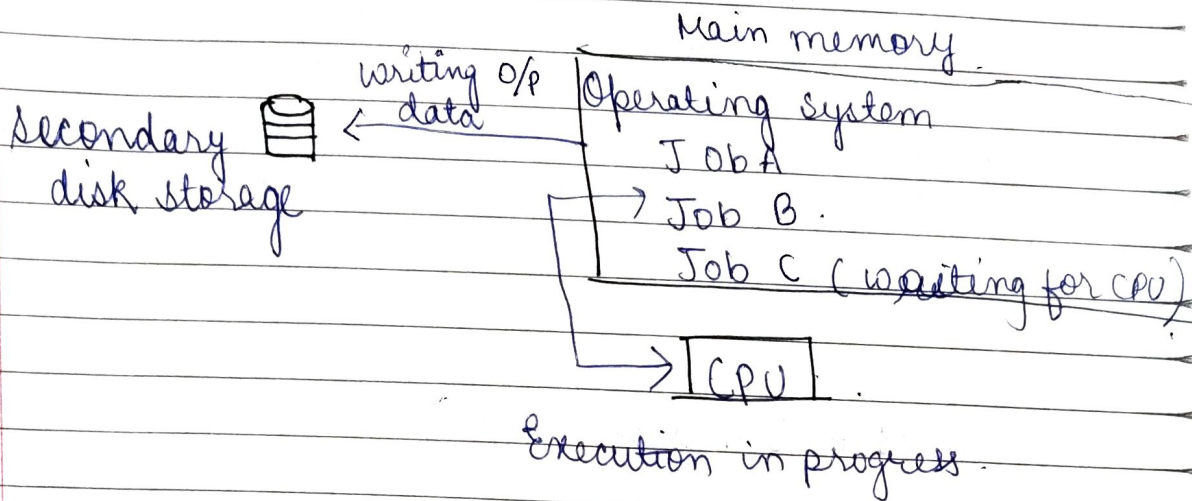 Main memory.
writing O/P
data
Operating system
secondary
disk storage
Job A
Job B.
Job C (waiting for CPU)
CPU.
Execution in progress.